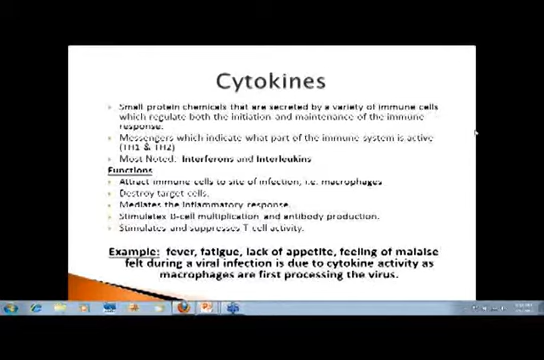 Cytokines
Small protein chemicals that are secreted by a variety of immune cells
which regulate both the initiation and maintenance of the immune
response.
Messengers which indicate what part of the immune system is active
(TH1 & TH2)
Most Noted: Interferons and Interleukins
Functions
Attract immune cells to site of infection, i.e. macrophages
Destroy target cells.
Mediates the inflammatory response.
Stimulates B-cell multiplication and antibody production.
Stimulates and suppresses T cell activity.
Example: fever, fatigue, lack of appetite, feeling of malaise
felt during a viral infection is due to cytokine activity as
macrophages are first processing the virus.